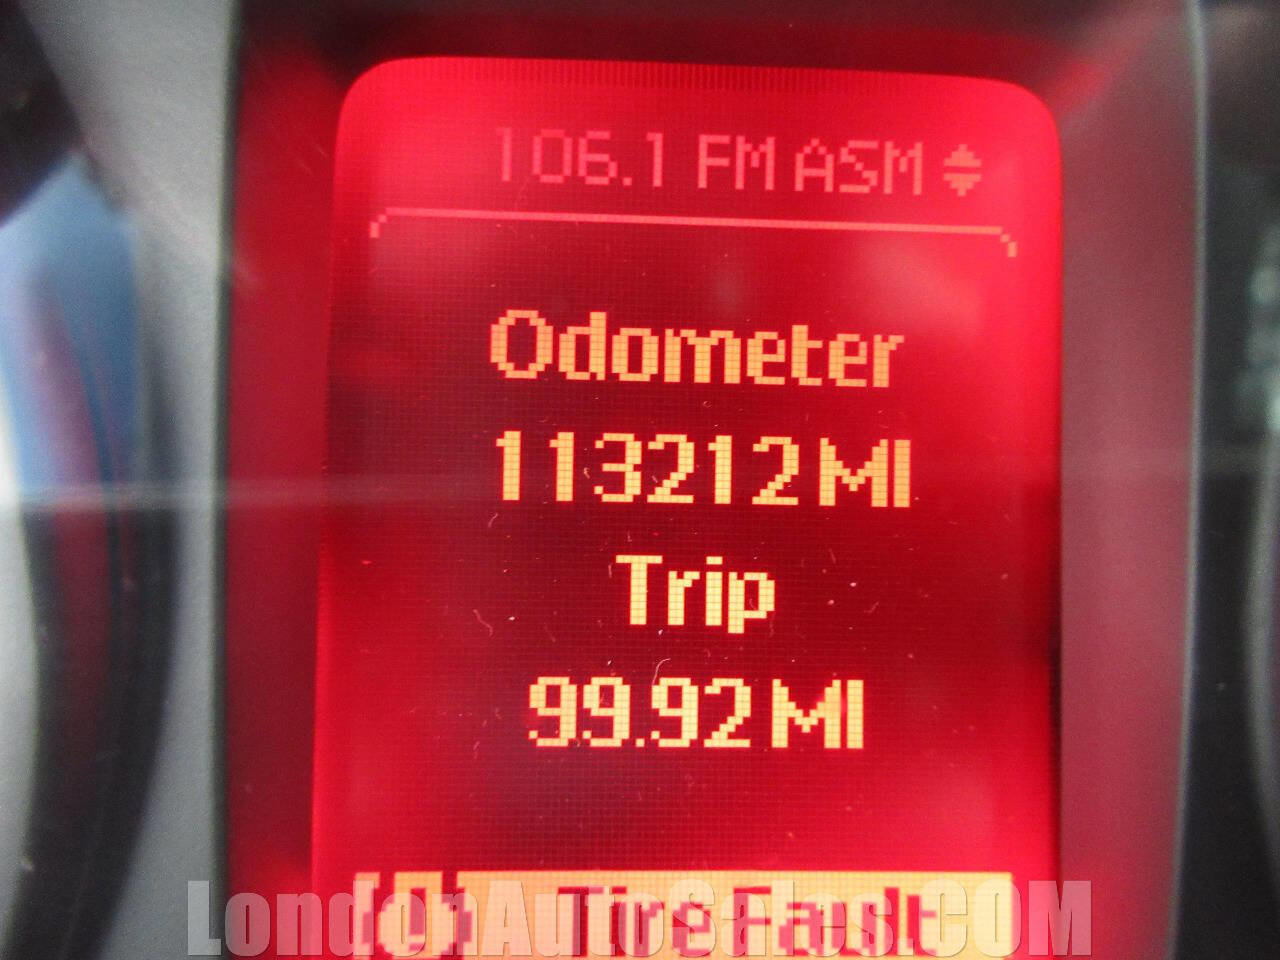 106.1 FM ASM
Odometer
113212 MI
Trip
99.92 MI
Tire Fault
LondonAutoSales.COM